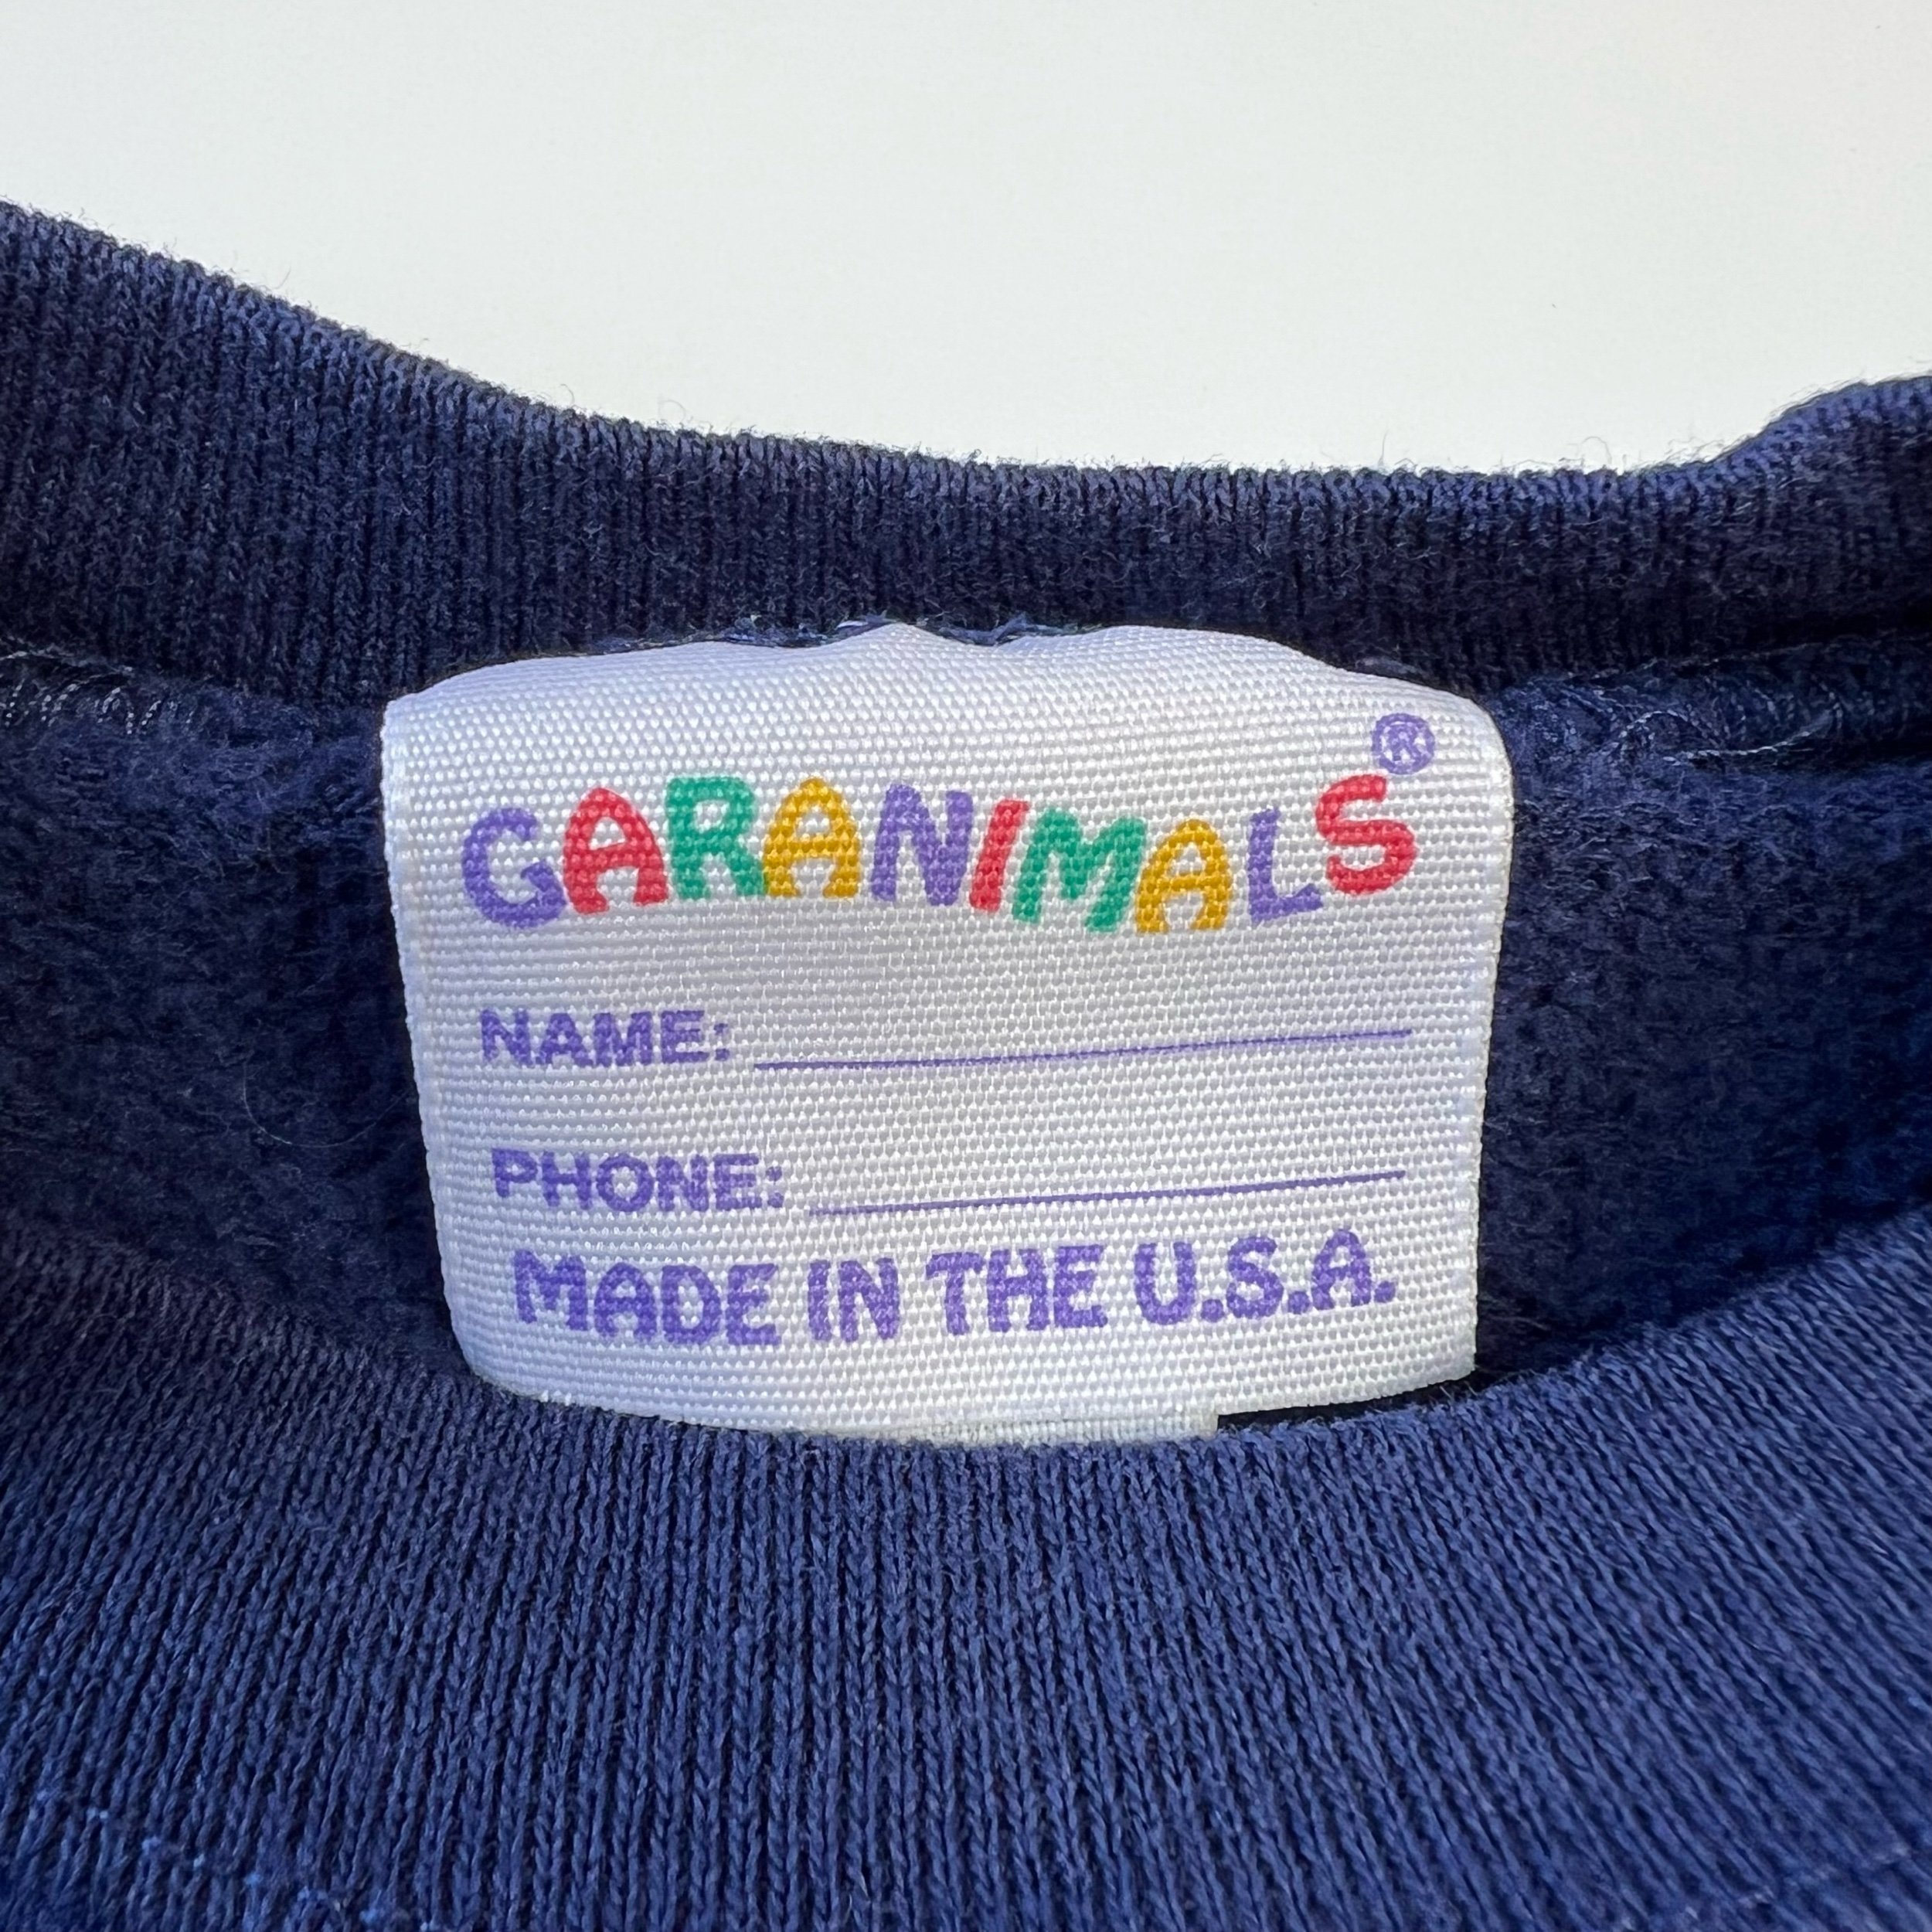 GARANIMALS®
NAME:
PHONE:
MADE IN THE U.S.A.